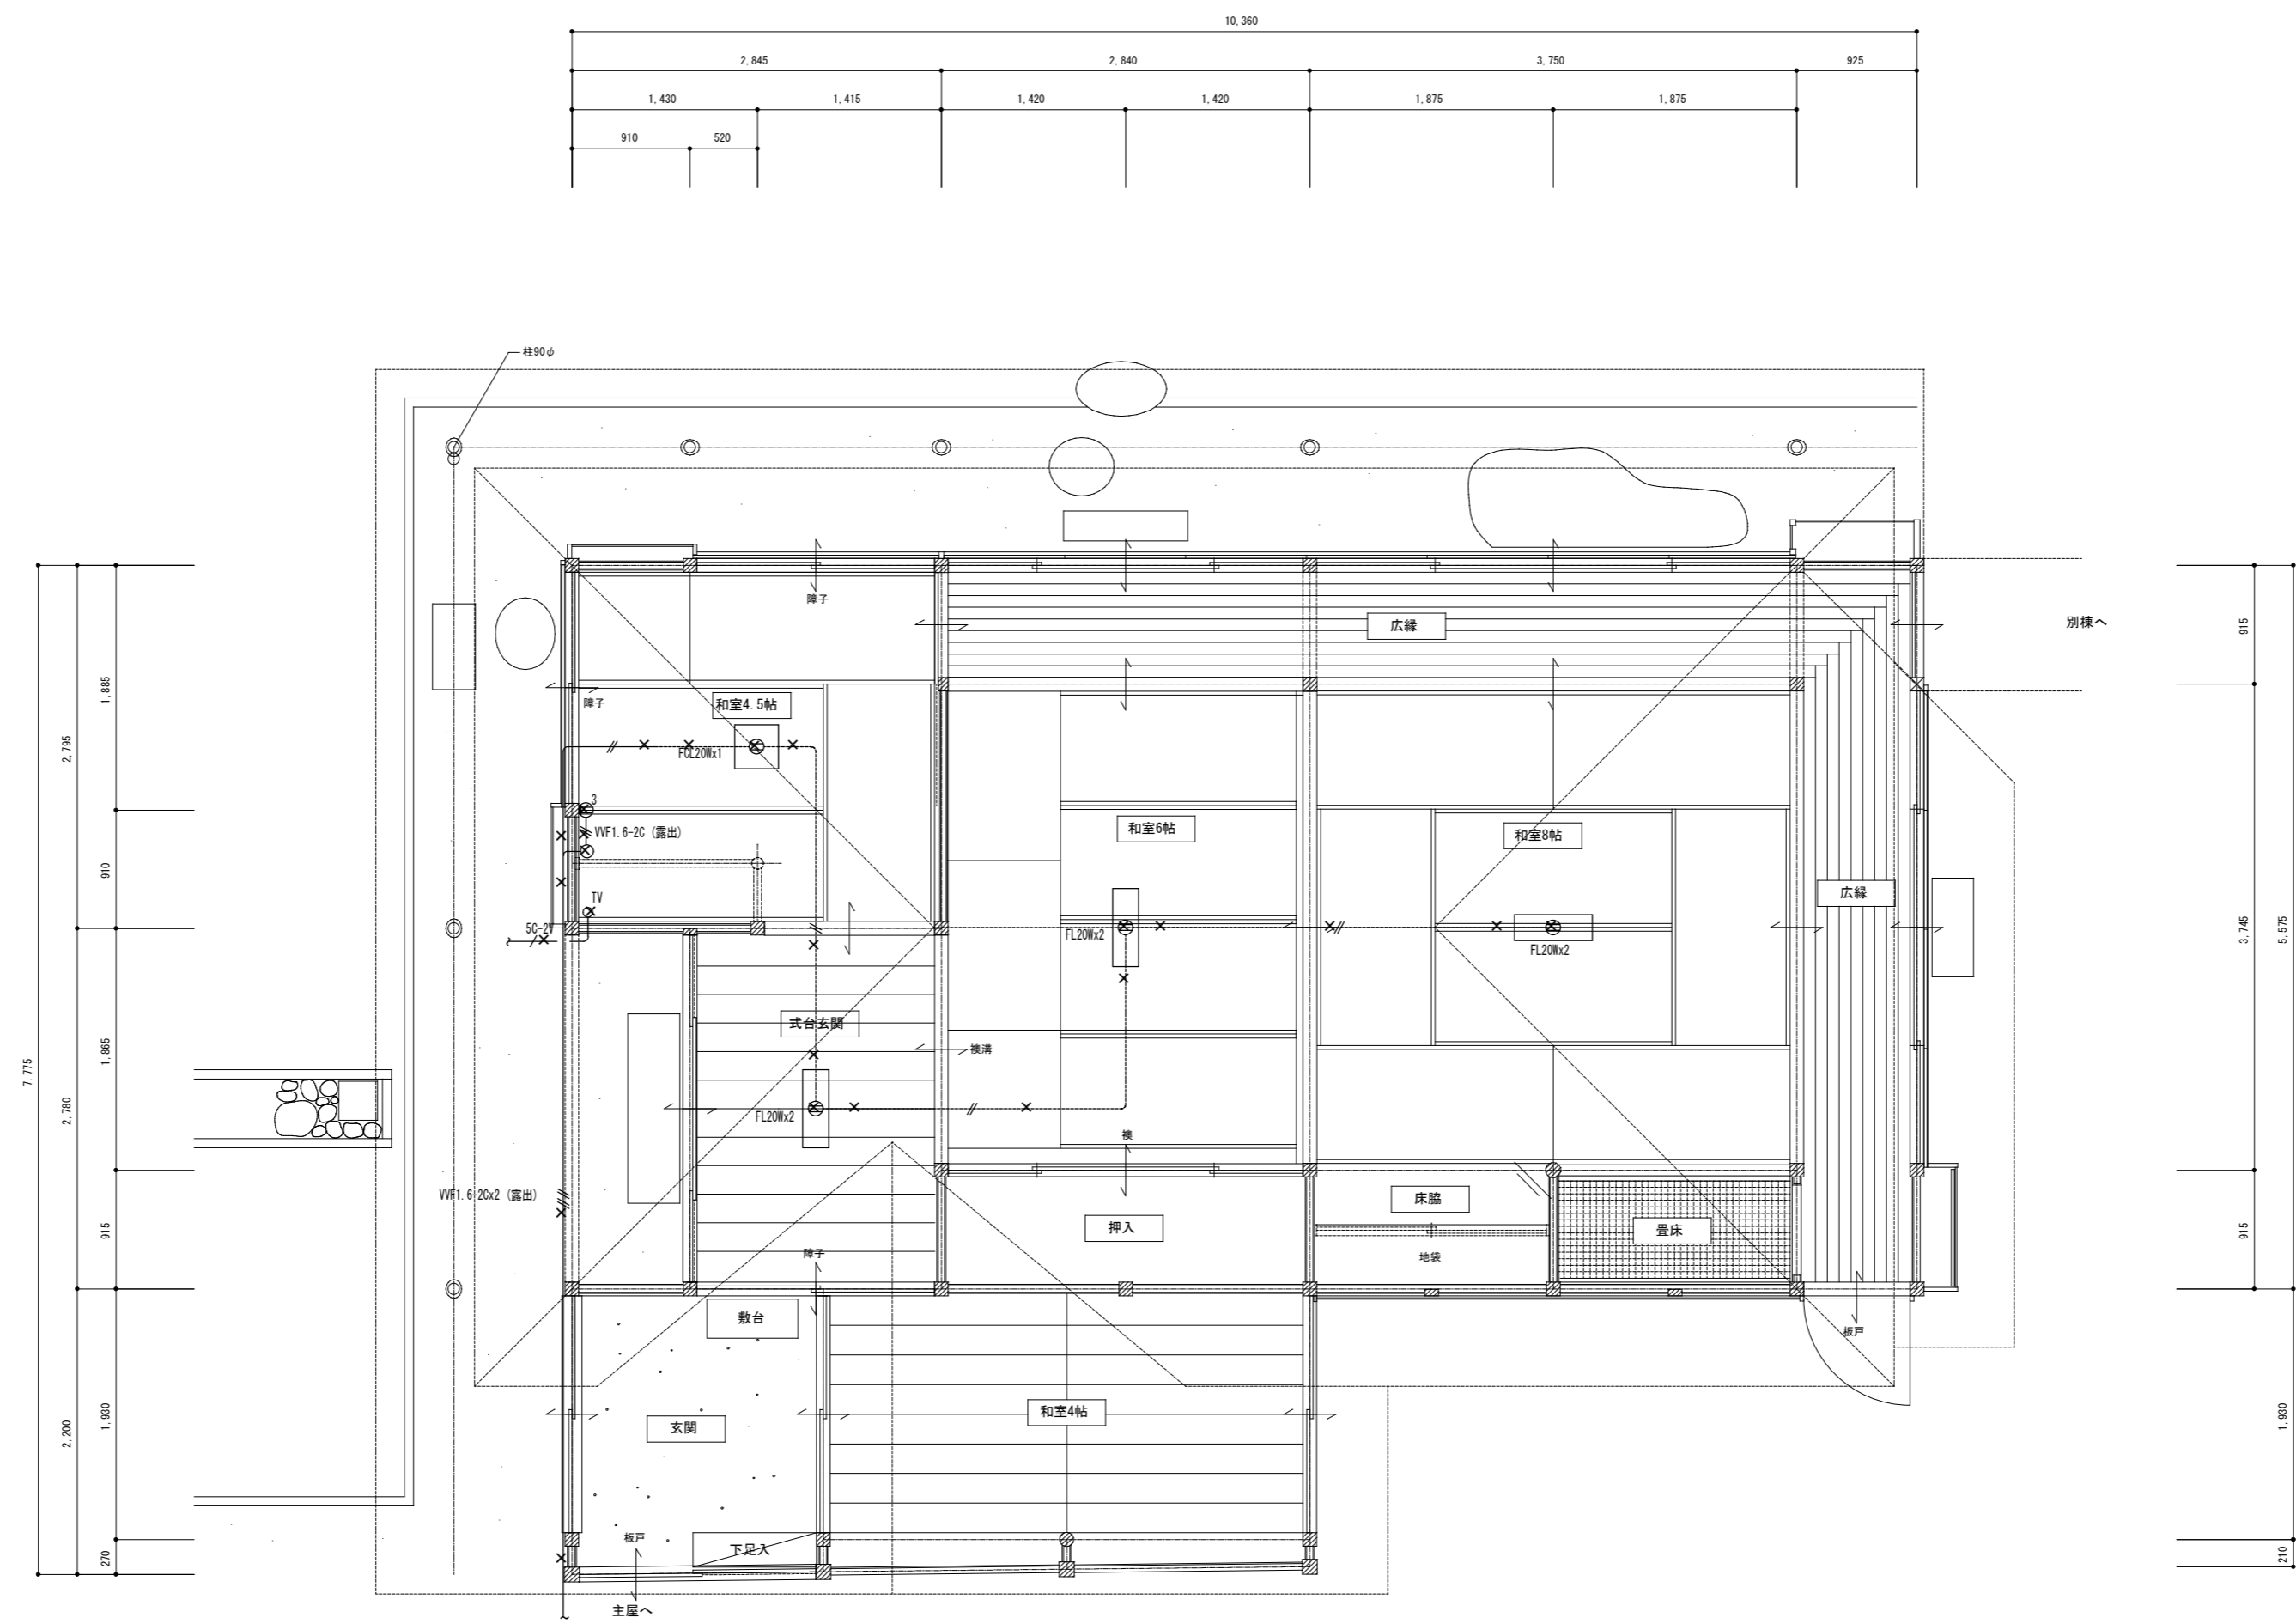 10,360
2,845
2,840
3,750
925
1,430
1,415
1,420
1,420
1,875
1,875
910
520
柱90φ
障子
広縁
別棟へ
915
1,885
2,795
障子
和室4.5帖
FCL20Wx1
3
VVF1.6-2C (露出)
和室6帖
和室8帖
910
TV
5C-2V
FL20Wx2
FL20Wx2
広縁
3,745
5,575
式台玄関
襖溝
1,865
7,775
2,780
FL20Wx2
襖
VVF1.6-2Cx2 (露出)
床脇
押入
畳床
915
915
障子
地袋
敷台
板戸
和室4帖
玄関
1,930
2,200
1,930
板戸
下足入
270
210
主屋へ